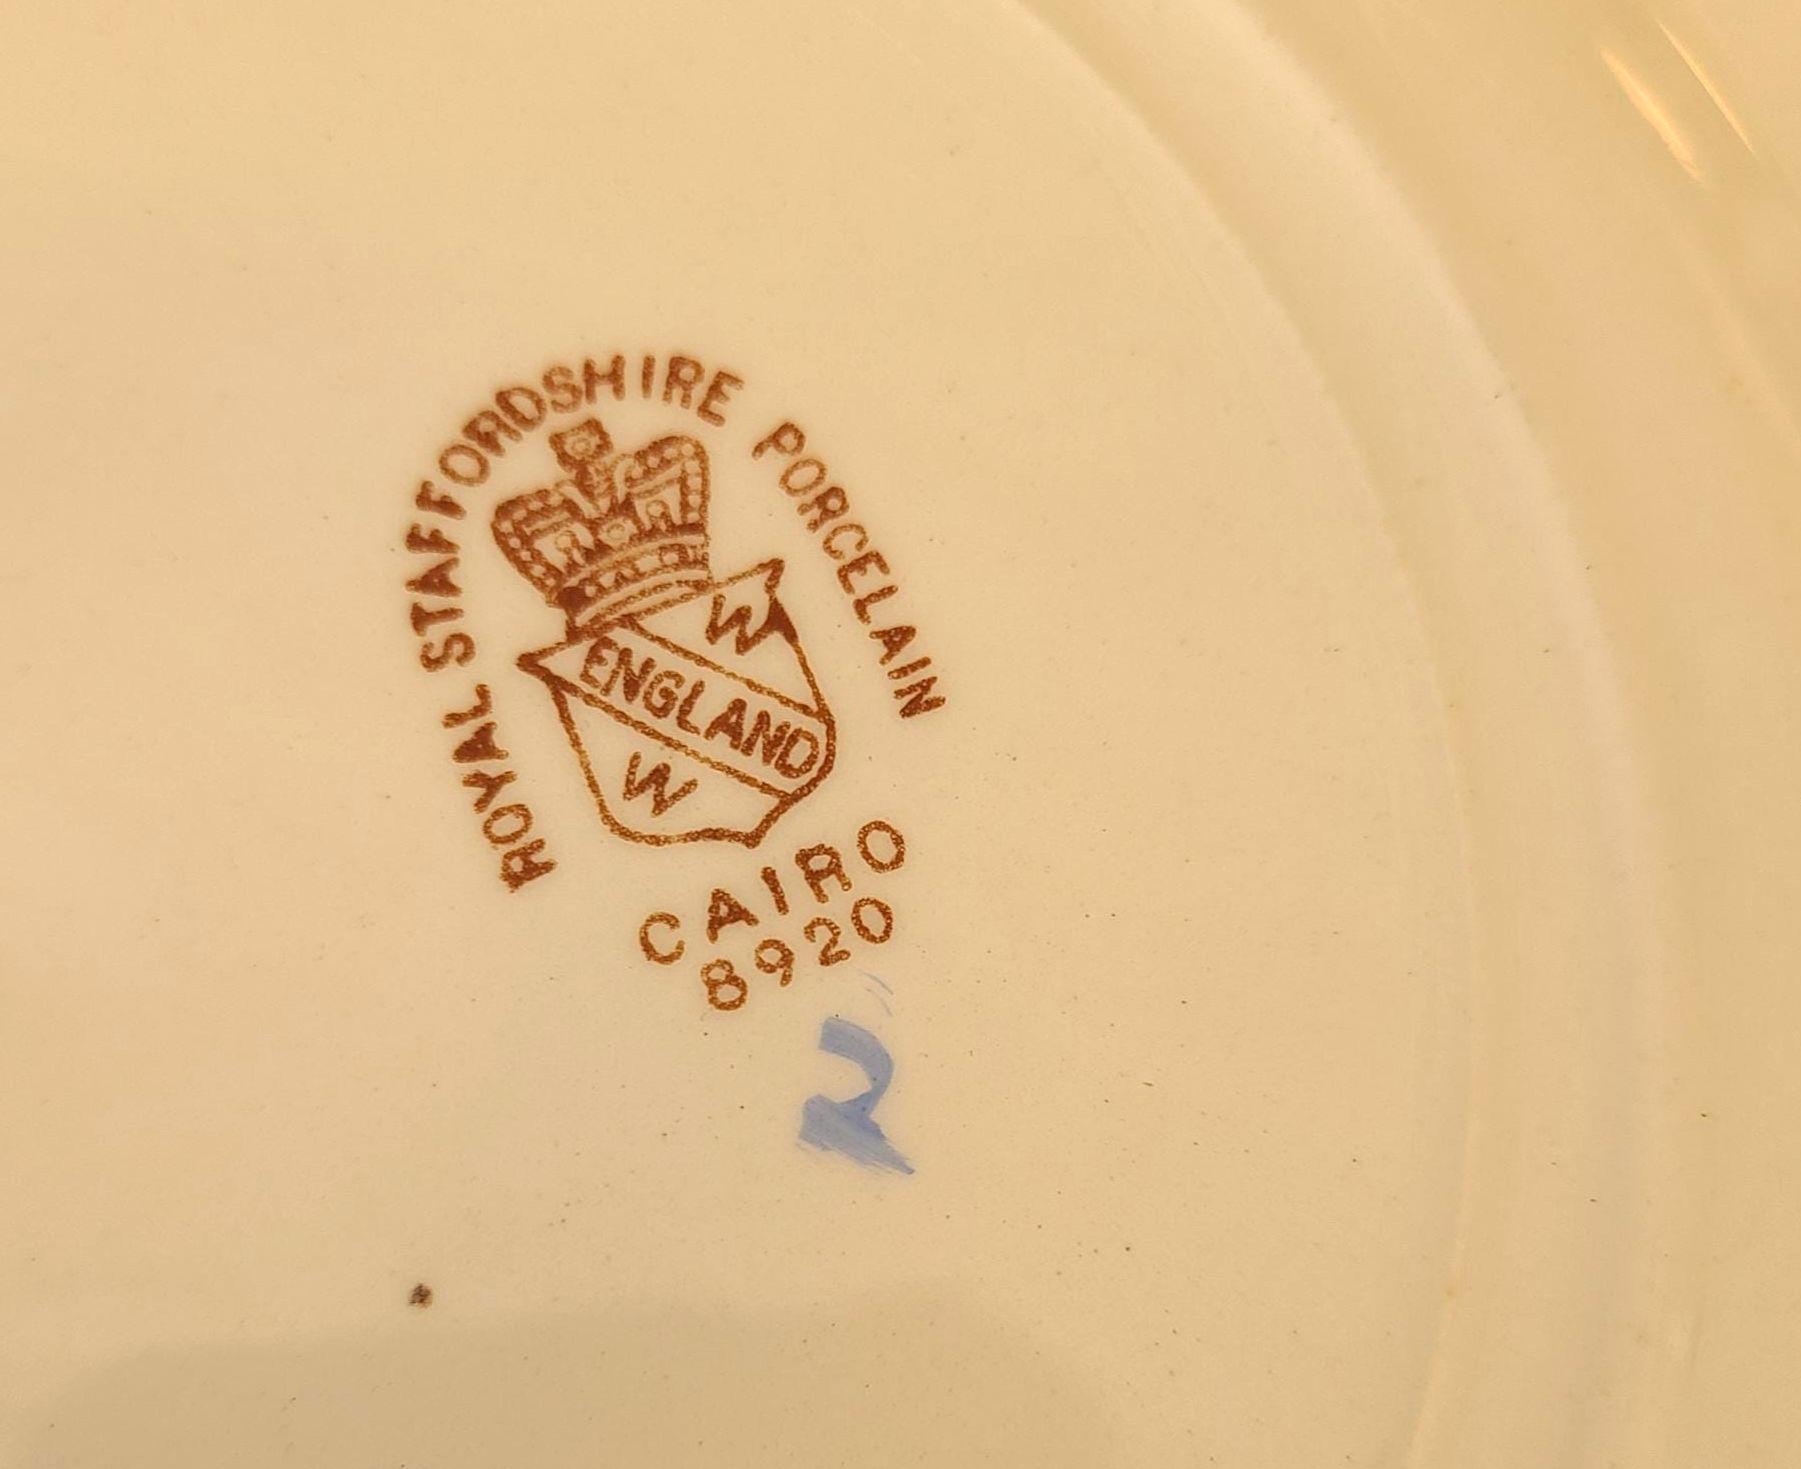 ROYAL STAFFORDSHIRE PORCELAIN
W
ENGLAND
W
CAIRO
8920
2